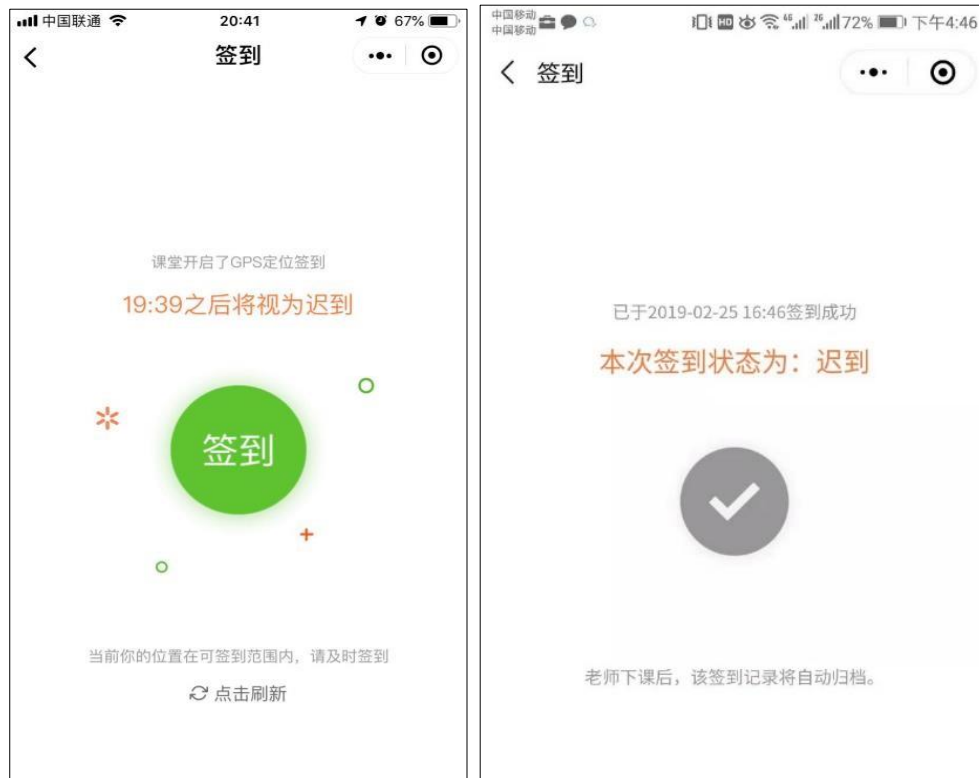 中国联通
20:41
67%
签到
课堂开启了GPS定位签到
19:39之后将视为迟到
签到
当前你的位置在可签到范围内，请及时签到
点击刷新
中国移动
中国移动
HD
46
26
72%
下午4:46
签到
已于2019-02-25 16:46签到成功
本次签到状态为：迟到
老师下课后，该签到记录将自动归档。